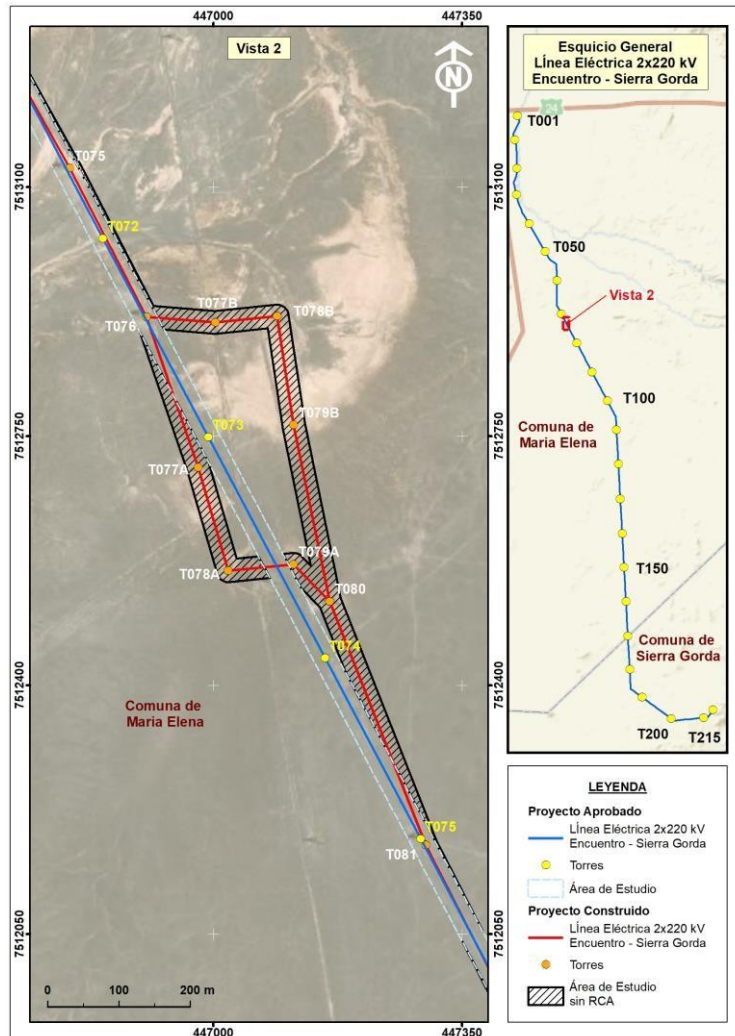 447000
447350
Vista 2
N
T075
7513100
7513100
T072
T077B
T078B
T076
T073
T079B
7512750
7512750
T077A
T079A
T078A
T080
T074
7512400
7512400
Comuna de
Maria Elena
T075
T081
7512050
7512050
0 100 200 m
447000
447350
Esquicio General
LÍnea Eléctrica 2x220 kV
Encuentro - Sierra Gorda
24
T001
T050
Vista 2
T100
Comuna de
Maria Elena
T150
Comuna de
Sierra Gorda
T200
T215
LEYENDA
Proyecto Aprobado
LÍnea Eléctrica 2x220 kV
Encuentro - Sierra Gorda
Torres
Área de Estudio
Proyecto Construido
LÍnea Eléctrica 2x220 kV
Encuentro - Sierra Gorda
Torres
Área de Estudio
sin RCA